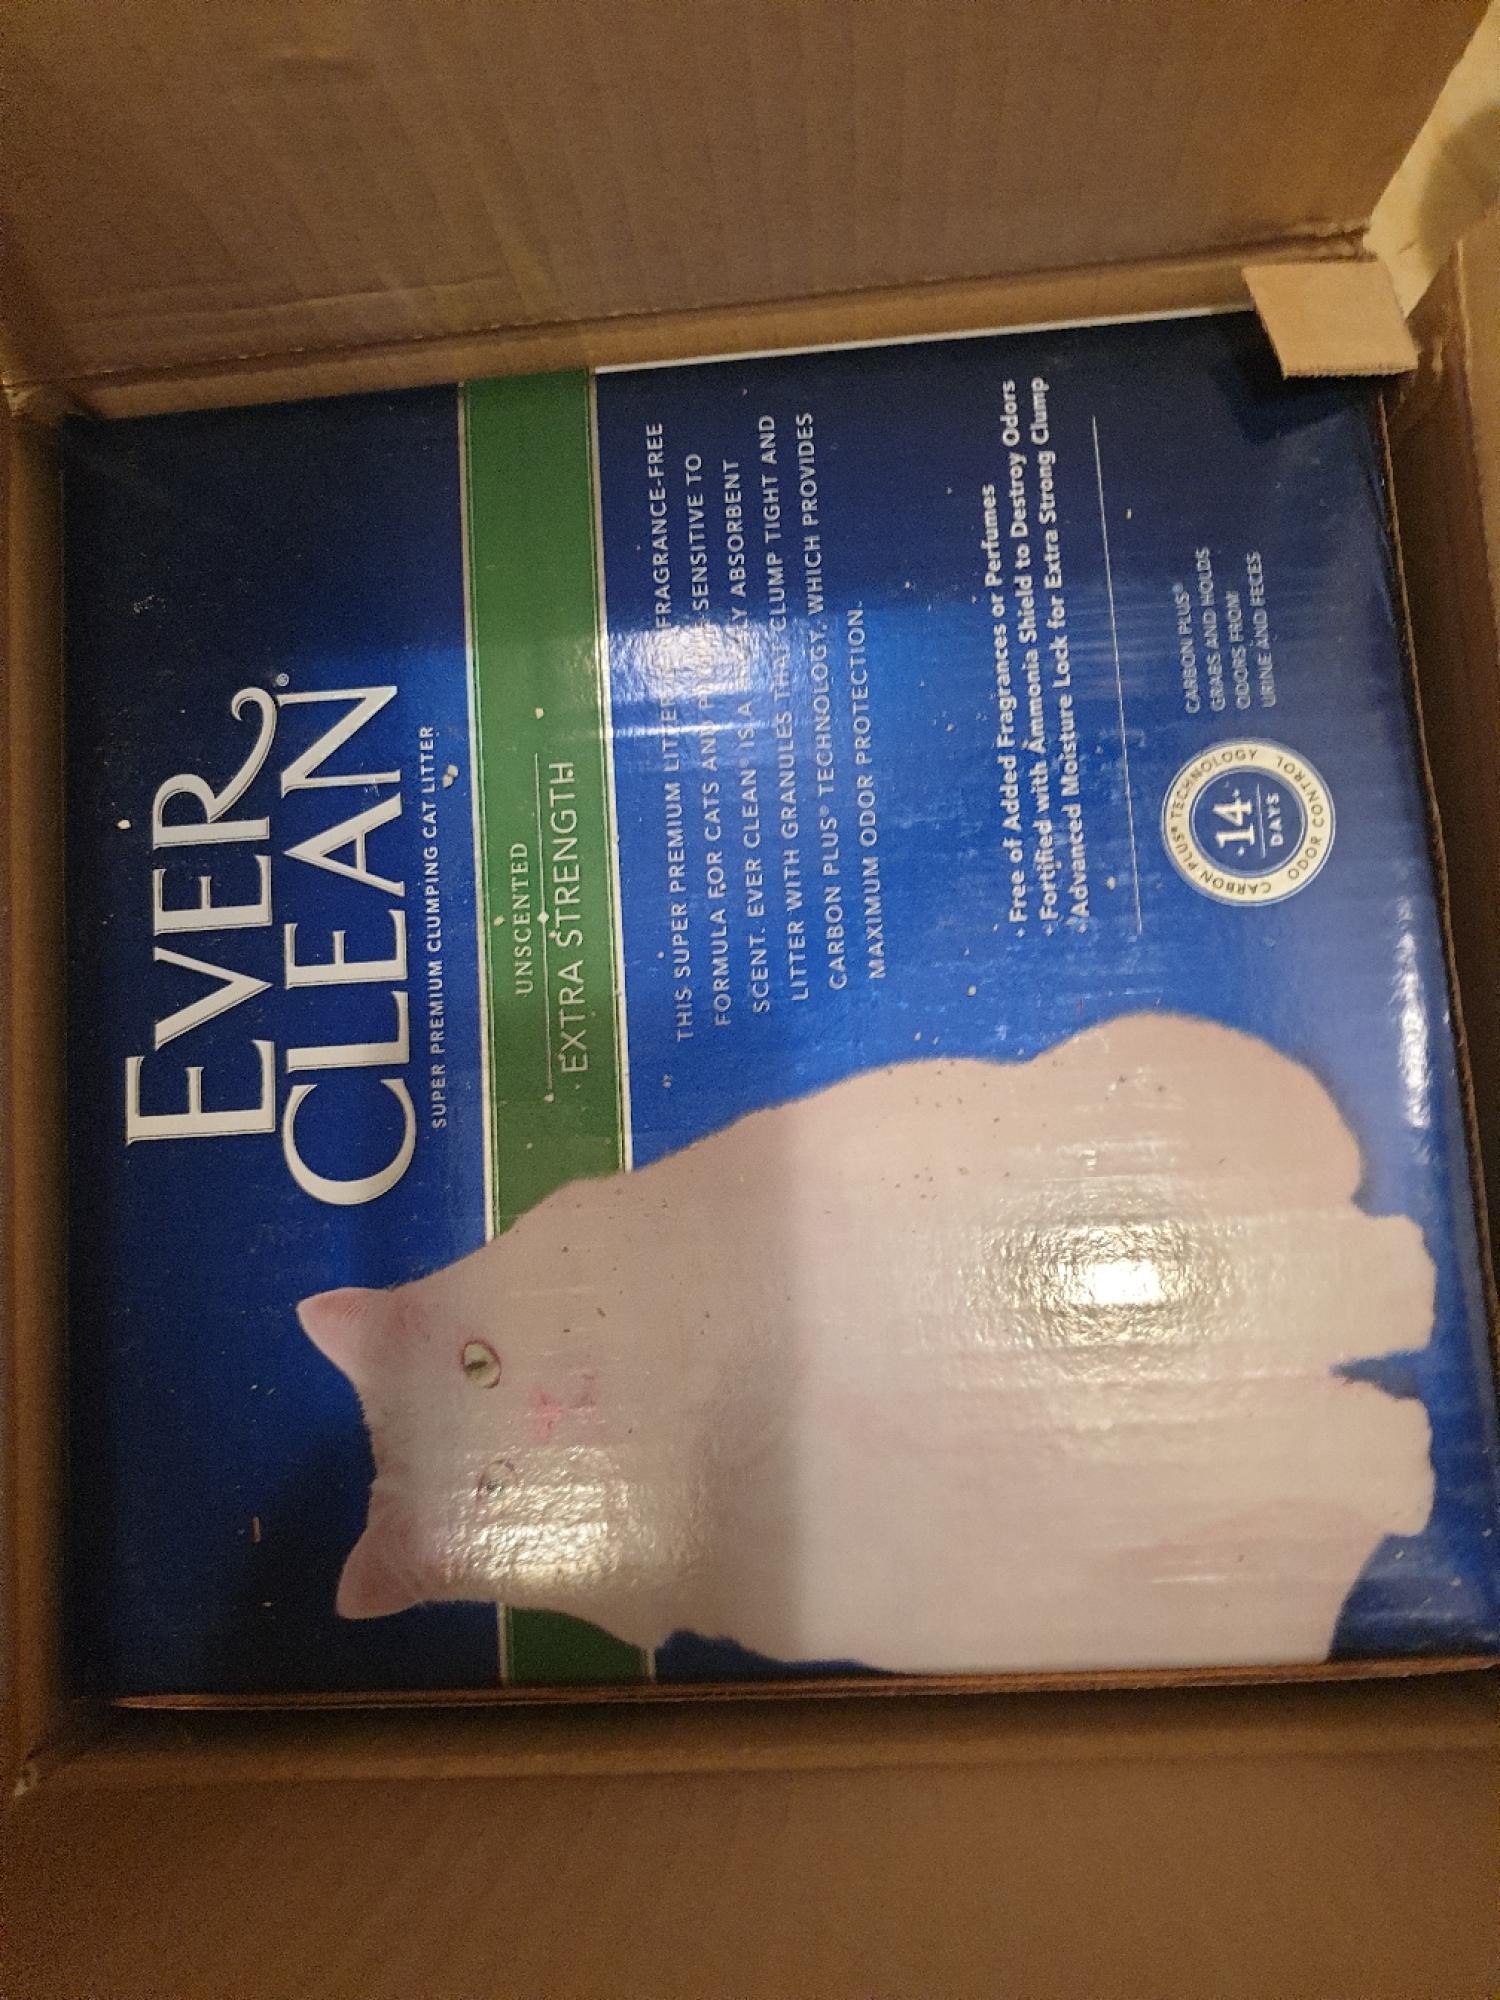 EVER
CLEAN®
SUPER PREMIUM CLUMPING CAT LITTER
UNSCENTED
EXTRA STRENGTH
THIS SUPER PREMIUM LITTER FRAGRANCE-FREE
FORMULA FOR CATS AND SENSITIVE TO
SCENT. EVER CLEAN® IS A ABSORBENT
LITTER WITH GRANULES THAT CLUMP TIGHT AND
CARBON PLUS® TECHNOLOGY, WHICH PROVIDES
MAXIMUM ODOR PROTECTION.
• Free of Added Fragrances or Perfumes
• Fortified with Ammonia Shield to Destroy Odors
• Advanced Moisture Lock for Extra Strong Clump
CARBON PLUS® TECHNOLOGY
·14·
DAYS
ODOR CONTROL
CARBON PLUS®
GRABS AND HOLDS
ODORS FROM
URINE AND FECES